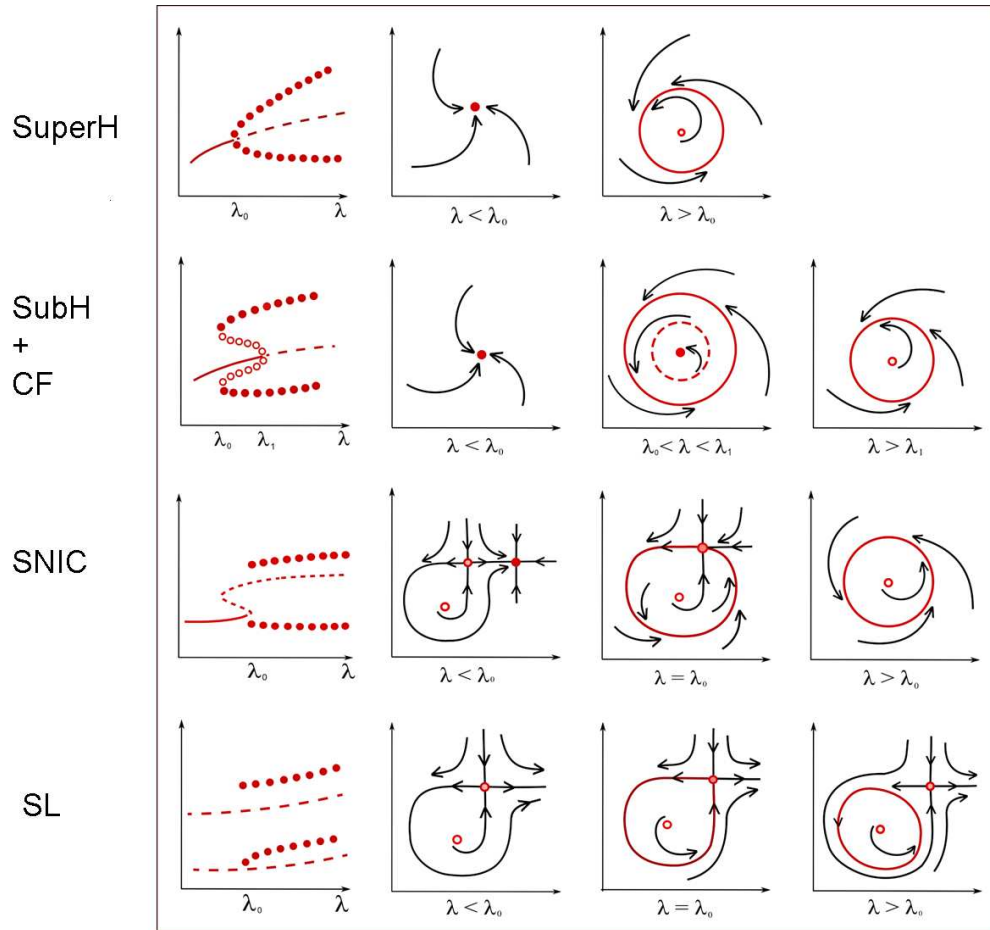 SuperH
λ₀ λ
λ < λ₀
λ > λ₀
SubH
+
CF
λ₀ λ₁ λ
λ < λ₀
λ₀ < λ < λ₁
λ > λ₁
SNIC
λ₀ λ
λ < λ₀
λ = λ₀
λ > λ₀
SL
λ₀ λ
λ < λ₀
λ = λ₀
λ > λ₀